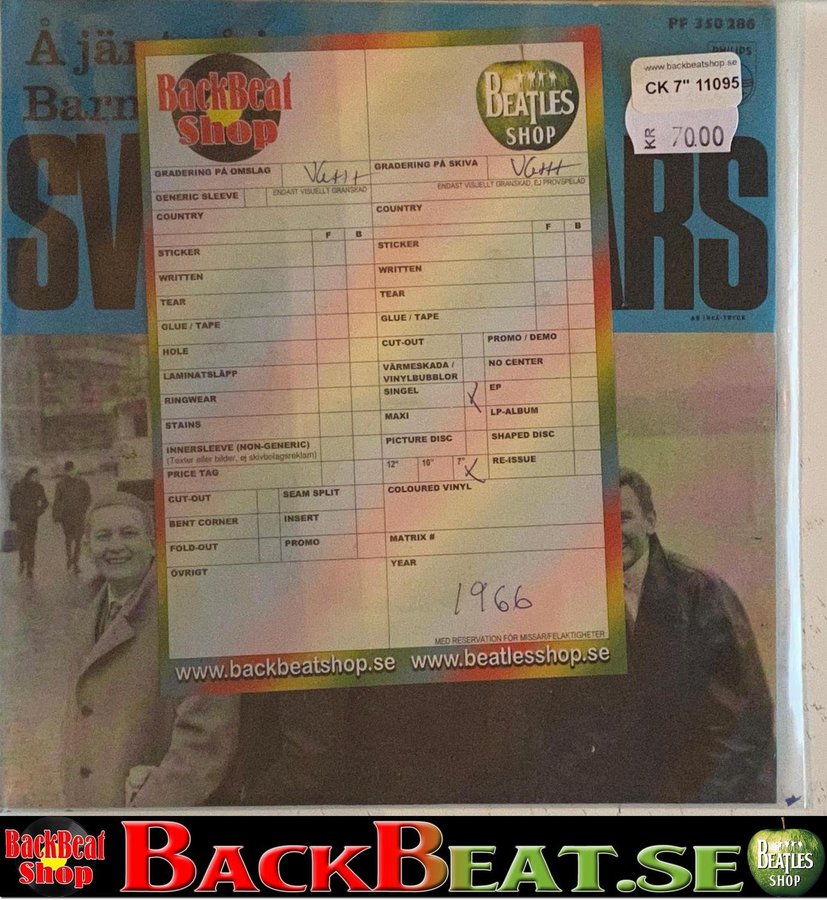 PF 350 286
Å jän
Barn
SV
ARS
PHILIPS
www.backbeatshop.se
CK 7" 11095
KR 70.00
BackBeat
Shop
BEATLES
SHOP
GRADERING PÅ OMSLAG VG+++
ENDAST VISUELLT GRANSKAD
GRADERING PÅ SKIVA VG+++
ENDAST VISUELLT GRANSKAD, EJ PROVSPELAD
GENERIC SLEEVE
COUNTRY
F B
STICKER
WRITTEN
TEAR
GLUE / TAPE
HOLE
LAMINATSLÄPP
RINGWEAR
STAINS
INNERSLEEVE (NON-GENERIC)
(Texter eller bilder, ej skivbolagsreklam)
PRICE TAG
CUT-OUT SEAM SPLIT
BENT CORNER INSERT
FOLD-OUT PROMO
ÖVRIGT
COUNTRY
F B
STICKER
WRITTEN
TEAR
GLUE / TAPE
CUT-OUT PROMO / DEMO
VÄRMESKADA /
VINYLBUBBLOR
NO CENTER
SINGEL X EP
MAXI LP-ALBUM
PICTURE DISC SHAPED DISC
12" 10" 7" X RE-ISSUE
COLOURED VINYL
MATRIX #
YEAR
1966
MED RESERVATION FÖR MISSAR/FELAKTIGHETER
www.backbeatshop.se www.beatlesshop.se
BackBeat
Shop
BACKBEAT.SE
BEATLES
SHOP